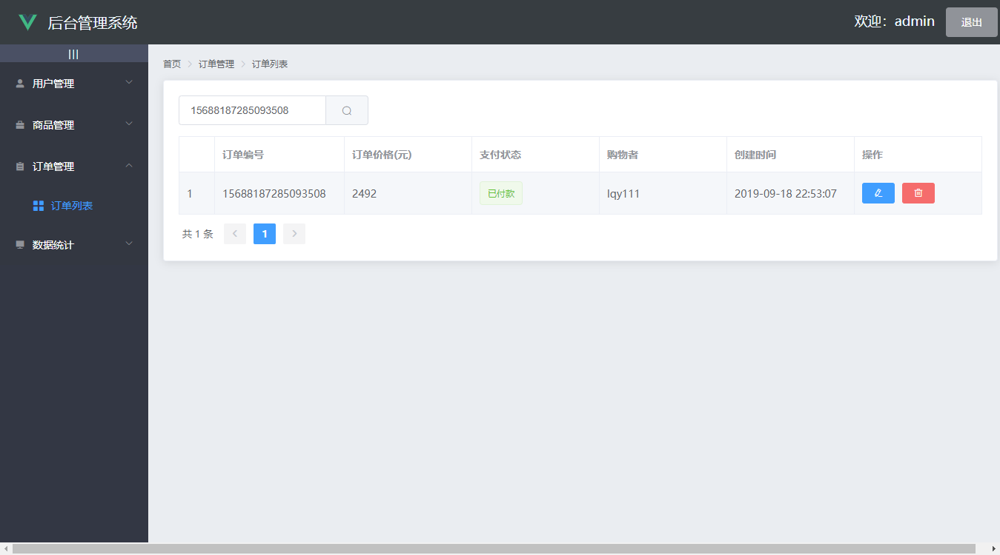 后台管理系统
欢迎：admin
退出
|||
用户管理
商品管理
订单管理
订单列表
数据统计
首页 > 订单管理 > 订单列表
15688187285093508
订单编号 订单价格(元) 支付状态 购物者 创建时间 操作
1 15688187285093508 2492 已付款 lqy111 2019-09-18 22:53:07
共 1 条 < 1 >